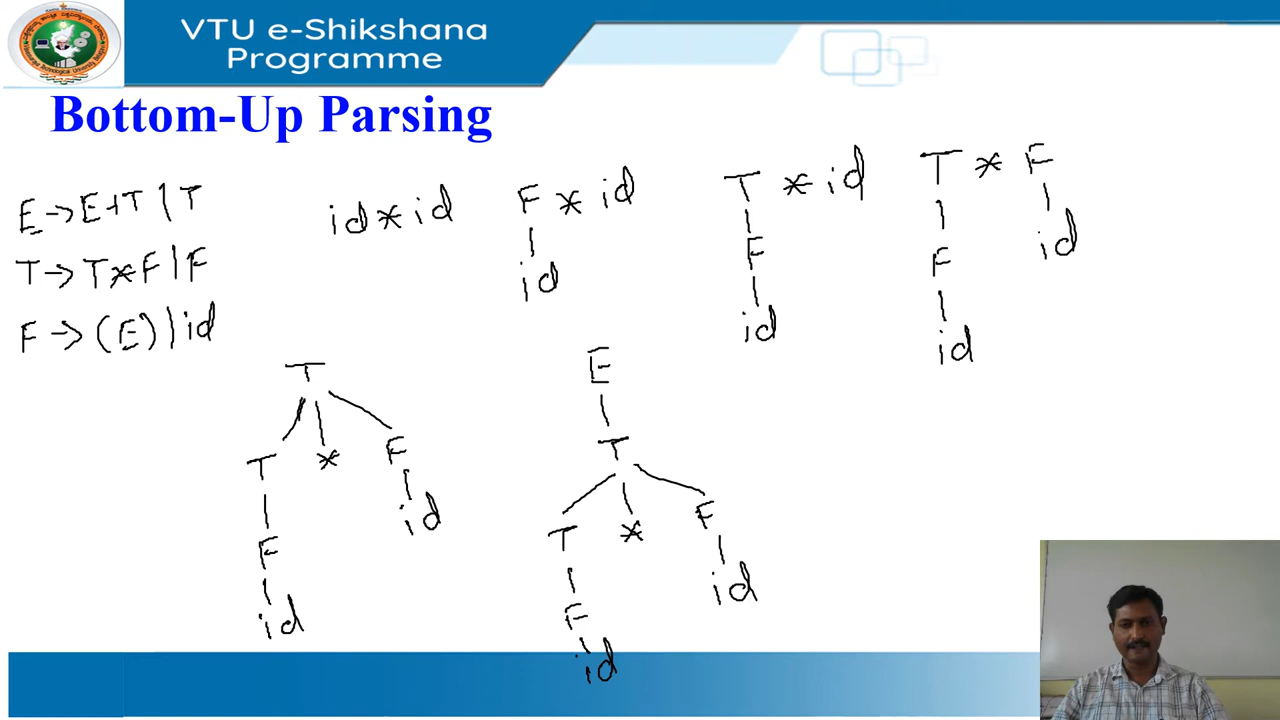 VTU e-Shikshana
Programme
Bottom-Up Parsing
E→E+T|T
T→T*F|F
F→(E)|id
id*id
F * id
id
T * id
F
id
T * F
F id
id
T
T * F
F id
id
E
T
T * F
F id
id